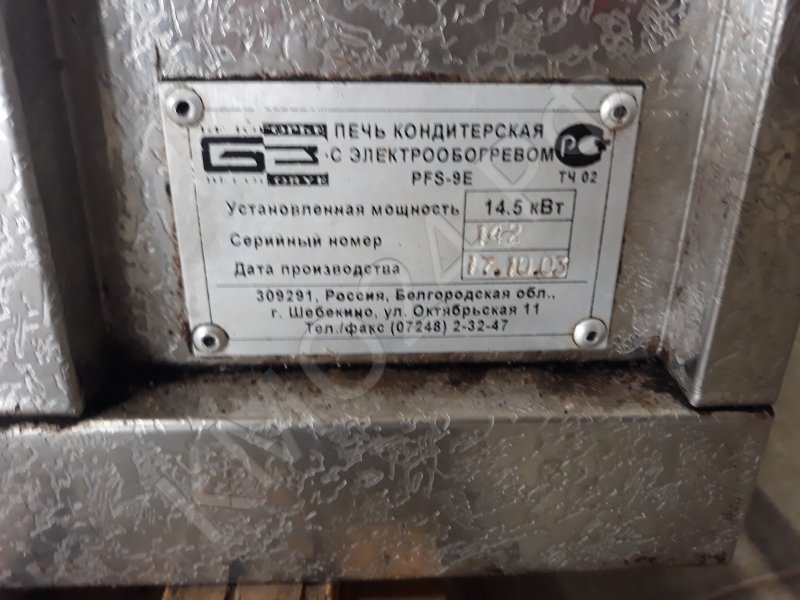 ПЕЧЬ КОНДИТЕРСКАЯ
С ЭЛЕКТРООБОГРЕВОМ
PFS-9E
ТЧ 02
Установленная мощность 14.5 кВт
Серийный номер 142
Дата производства 17.10.03
309291, Россия, Белгородская обл.,
г. Шебекино, ул. Октябрьская 11
Тел./факс (07248) 2-32-47